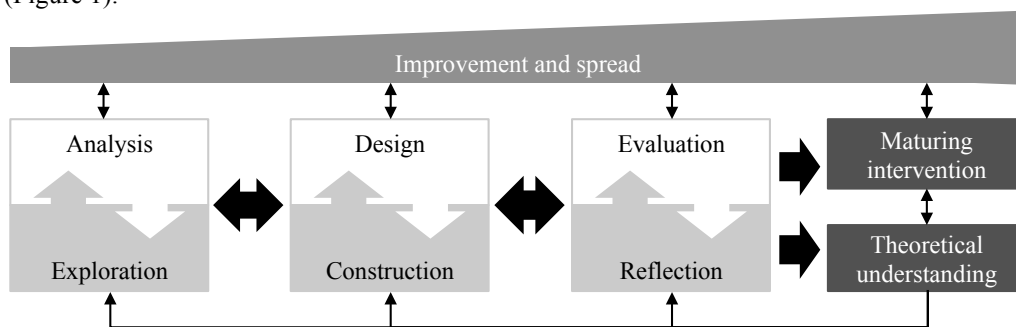 (Figure 1).
Improvement and spread
Analysis
Exploration
Design
Construction
Evaluation
Reflection
Maturing
intervention
Theoretical
understanding